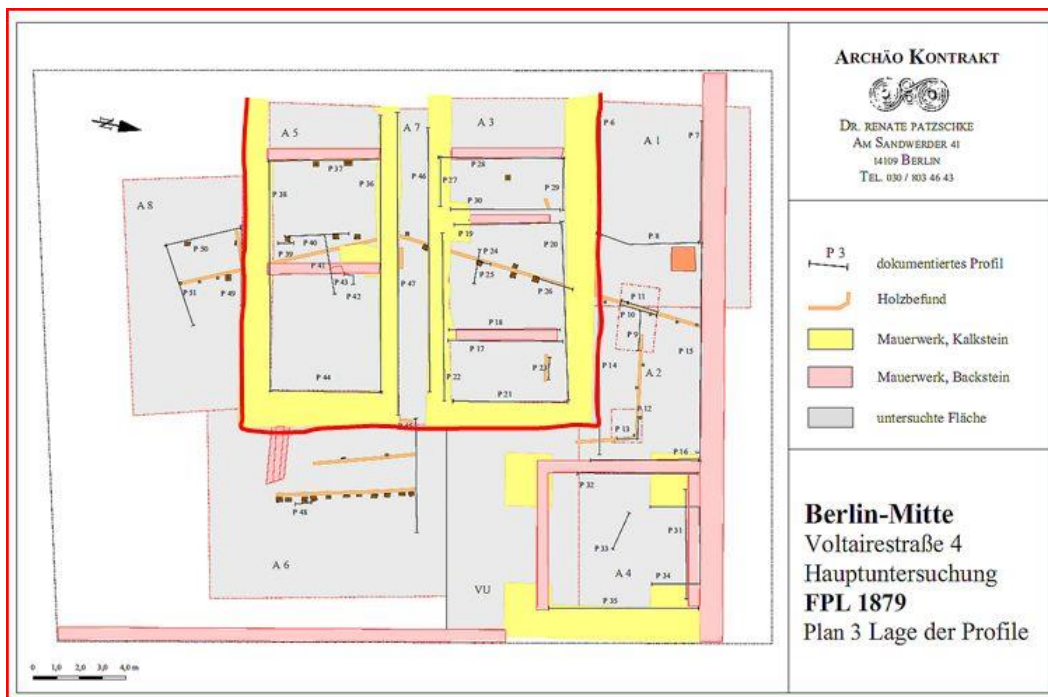 ARCHÄO KONTRAKT
DR. RENATE PATZSCHKE
AM SANDWERDER 41
14109 BERLIN
TEL. 030 / 803 46 43
P 3
dokumentiertes Profil
Holzbefund
Mauerwerk, Kalkstein
Mauerwerk, Backstein
untersuchte Fläche
Berlin-Mitte
Voltairestraße 4
Hauptuntersuchung
FPL 1879
Plan 3 Lage der Profile
N
A 5
A 7
A 3
A 1
P 6
P 7
P 37
P 36
P 38
P 46
P 27
P 28
P 29
P 30
A 8
P 50
P 40
P 39
P 41
P 43
P 42
P 19
P 20
P 24
P 25
P 26
P 8
P 51
P 49
P 47
P 11
P 10
P 9
P 15
P 18
P 17
P 14
A 2
P 44
P 22
P 23
P 21
P 12
P 13
P 16
P 48
A 6
VU
P 32
P 31
P 33
A 4
P 34
P 35
0 1,0 2,0 3,0 4,0 m